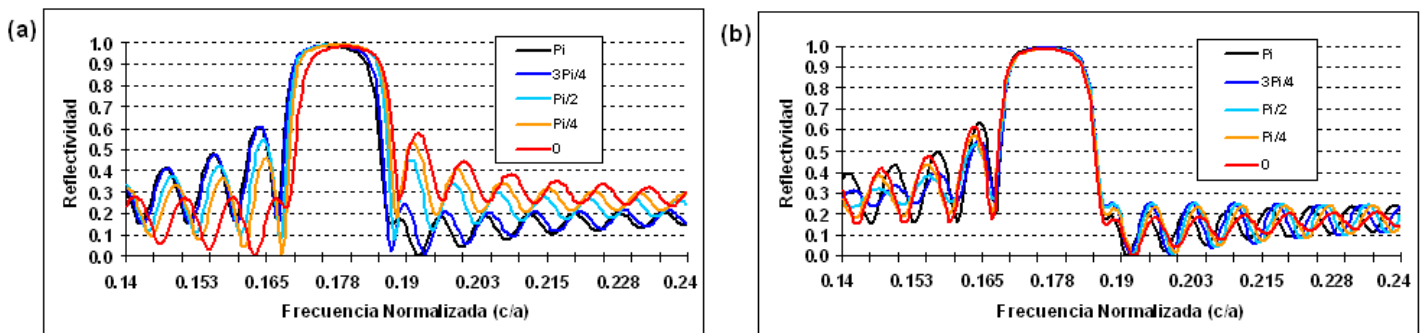 (a)
1.0
0.9
0.8
0.7
0.6
0.5
0.4
0.3
0.2
0.1
0.0
Reflectividad
Pi
3Pi/4
Pi/2
Pi/4
0
0.14 0.153 0.165 0.178 0.19 0.203 0.215 0.228 0.24
Frecuencia Normalizada (c/a)
(b)
1.0
0.9
0.8
0.7
0.6
0.5
0.4
0.3
0.2
0.1
0.0
Reflectividad
Pi
3Pi/4
Pi/2
Pi/4
0
0.14 0.153 0.165 0.178 0.19 0.203 0.215 0.228 0.24
Frecuencia Normalizada (c/a)